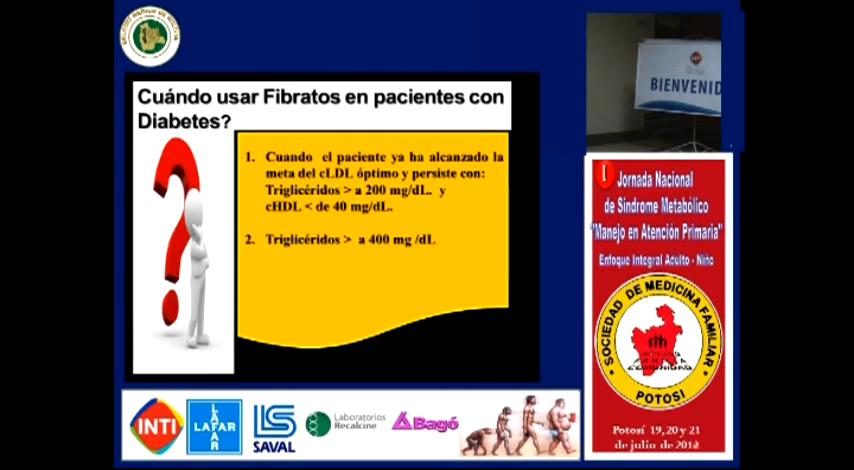 Cuándo usar Fibratos en pacientes con
Diabetes?
1. Cuando el paciente ya ha alcanzado la
meta del cLDL óptimo y persiste con:
Triglicéridos > a 200 mg/dL. y
cHDL < de 40 mg/dL.
2. Triglicéridos > a 400 mg /dL
BIENVENID
I Jornada Nacional
de Sindrome Metabólico
"Manejo en Atención Primaria"
Enfoque Integral Adulto - Niño
SOCIEDAD DE MEDICINA FAMILIAR
POTOSI
Potosí 19, 20 y 21
de julio de 2012
INTI
LAFAR
LAFAR
SAVAL
Laboratorios
Recalcine
Bagó